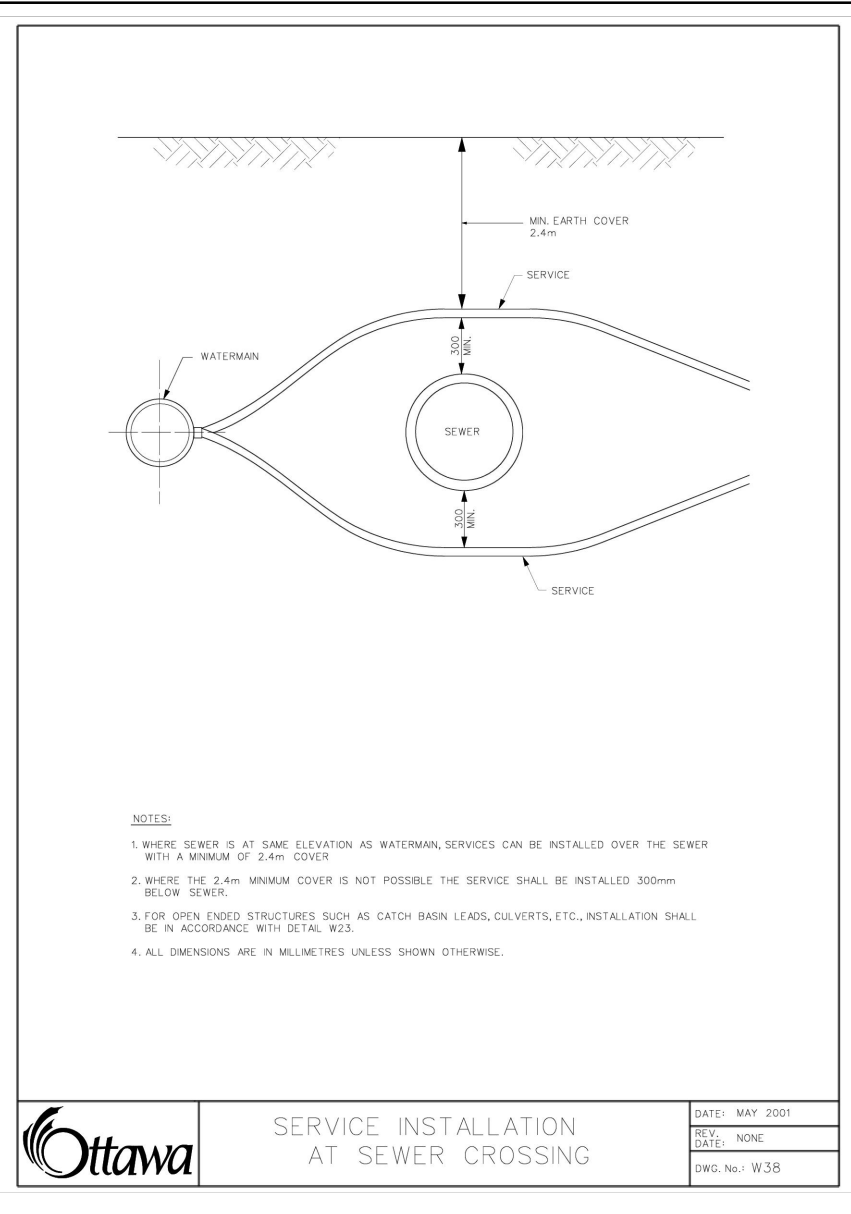 MIN. EARTH COVER
2.4m
SERVICE
300
MIN.
WATERMAIN
SEWER
300
MIN.
SERVICE
NOTES:
1. WHERE SEWER IS AT SAME ELEVATION AS WATERMAIN, SERVICES CAN BE INSTALLED OVER THE SEWER
WITH A MINIMUM OF 2.4m COVER
2. WHERE THE 2.4m MINIMUM COVER IS NOT POSSIBLE THE SERVICE SHALL BE INSTALLED 300mm
BELOW SEWER.
3. FOR OPEN ENDED STRUCTURES SUCH AS CATCH BASIN LEADS, CULVERTS, ETC., INSTALLATION SHALL
BE IN ACCORDANCE WITH DETAIL W23.
4. ALL DIMENSIONS ARE IN MILLIMETRES UNLESS SHOWN OTHERWISE.
Ottawa
SERVICE INSTALLATION
AT SEWER CROSSING
DATE: MAY 2001
REV.
DATE: NONE
DWG. No.: W38